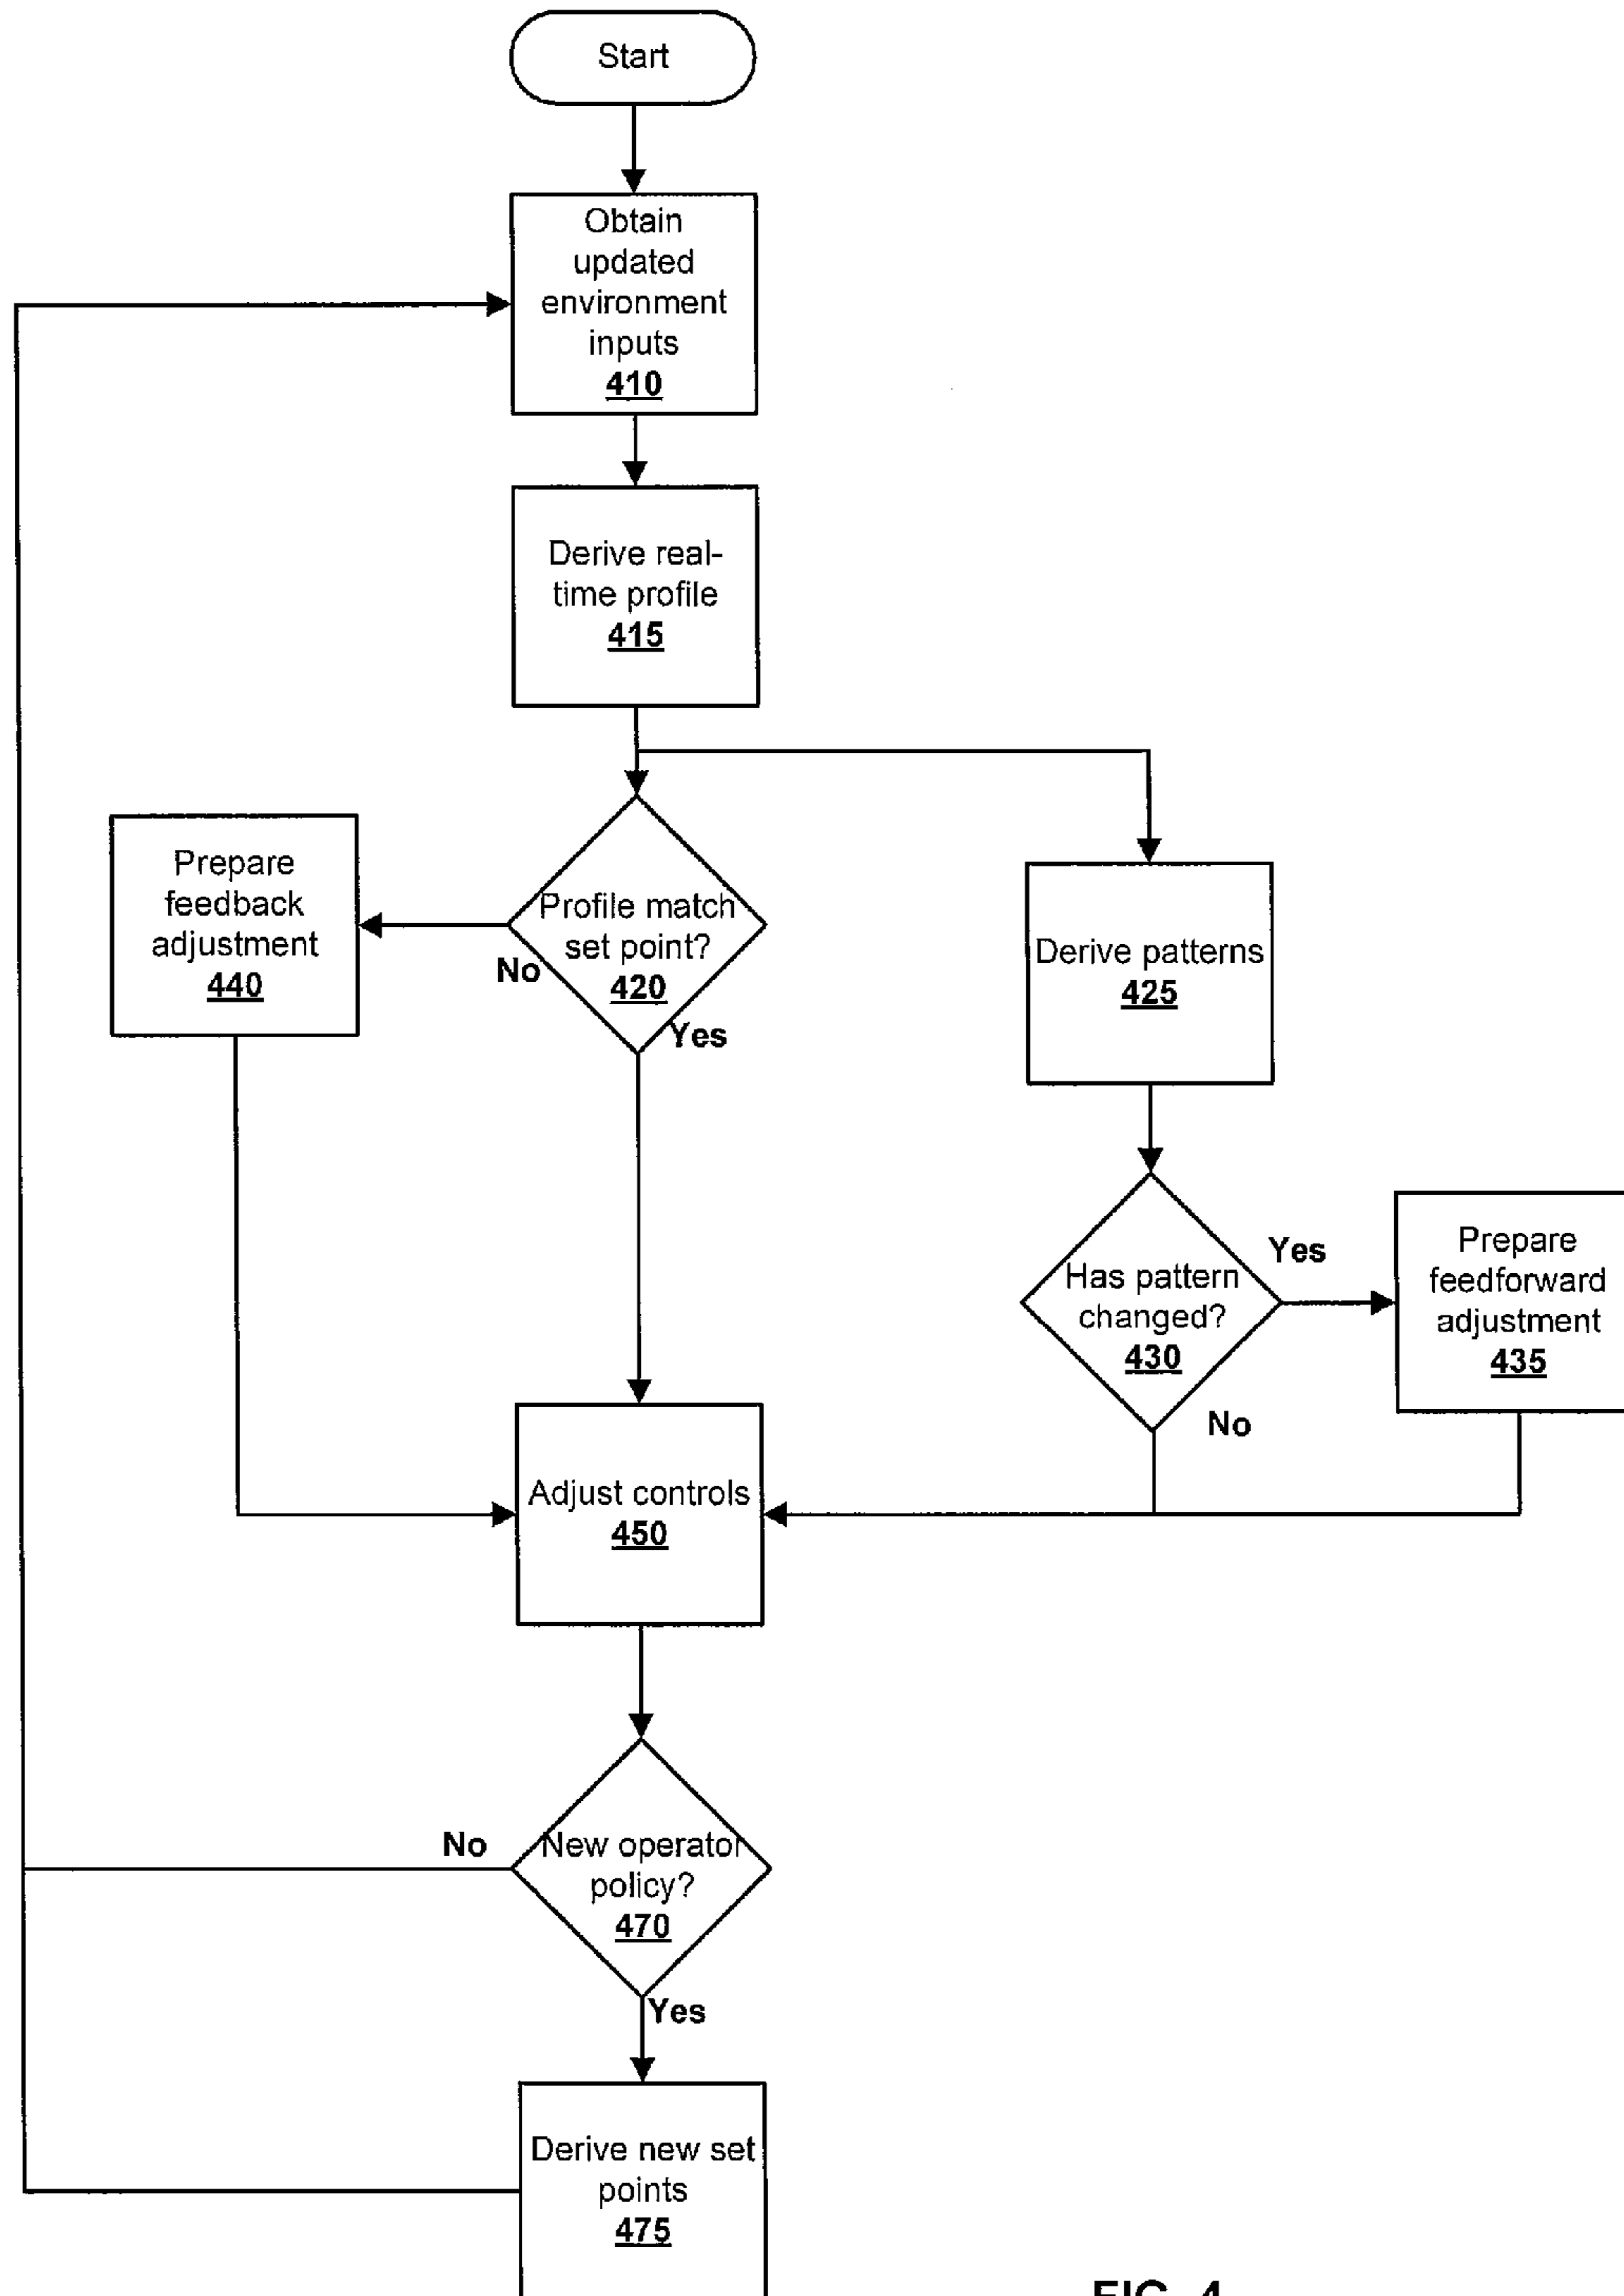 Start
Obtain
updated
environment
inputs
410
Derive real-
time profile
415
Prepare
feedback
adjustment
440
Profile match
set point?
420
No
Yes
Derive patterns
425
Has pattern
changed?
430
Yes
No
Prepare
feedforward
adjustment
435
Adjust controls
450
New operator
policy?
470
No
Yes
Derive new set
points
475
FIG. 4